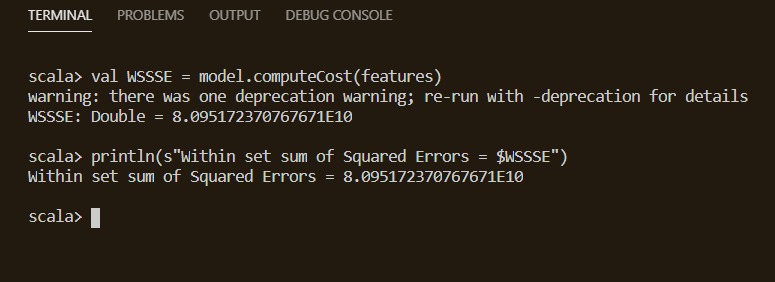 TERMINAL PROBLEMS OUTPUT DEBUG CONSOLE
scala> val WSSSE = model.computeCost(features)
warning: there was one deprecation warning; re-run with -deprecation for details
WSSSE: Double = 8.095172370767671E10
scala> println(s"Within set sum of Squared Errors = $WSSSE")
Within set sum of Squared Errors = 8.095172370767671E10
scala>